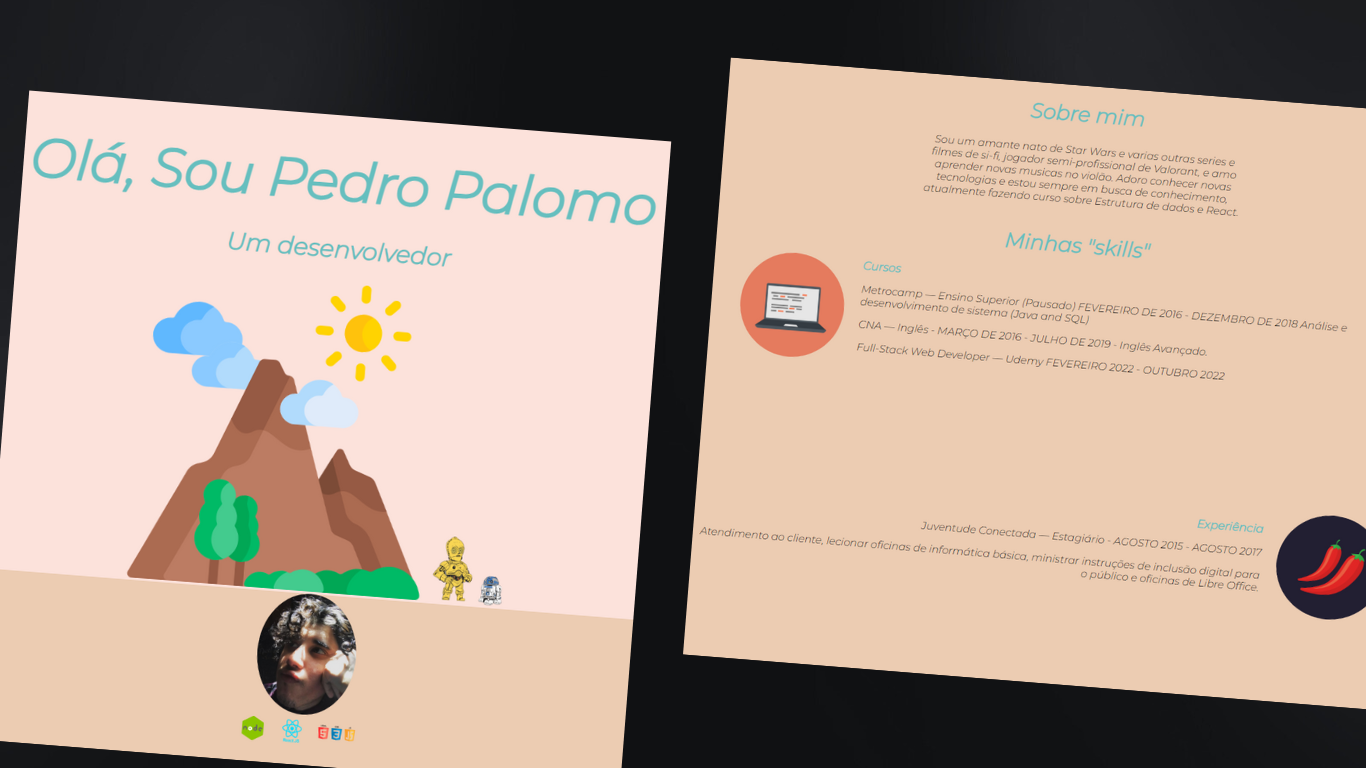 Olá, Sou Pedro Palomo
Um desenvolvedor
node
Sobre mim
Sou um amante nato de Star Wars e varias outras series e
filmes de si-fi, jogador semi-profissional de Valorant, e amo
aprender novas musicas no violão. Adoro conhecer novas
tecnologias e estou sempre em busca de conhecimento,
atualmente fazendo curso sobre Estrutura de dados e React.
Minhas "skills"
Cursos
Metrocamp — Ensino Superior (Pausado) FEVEREIRO DE 2016 - DEZEMBRO DE 2018 Análise e
desenvolvimento de sistema (Java and SQL)
CNA — Inglês - MARÇO DE 2016 - JULHO DE 2019 - Inglês Avançado.
Full-Stack Web Developer — Udemy FEVEREIRO 2022 - OUTUBRO 2022
Experiência
Juventude Conectada — Estagiário - AGOSTO 2015 - AGOSTO 2017
Atendimento ao cliente, lecionar oficinas de informática básica, ministrar instruções de inclusão digital para
o público e oficinas de Libre Office.